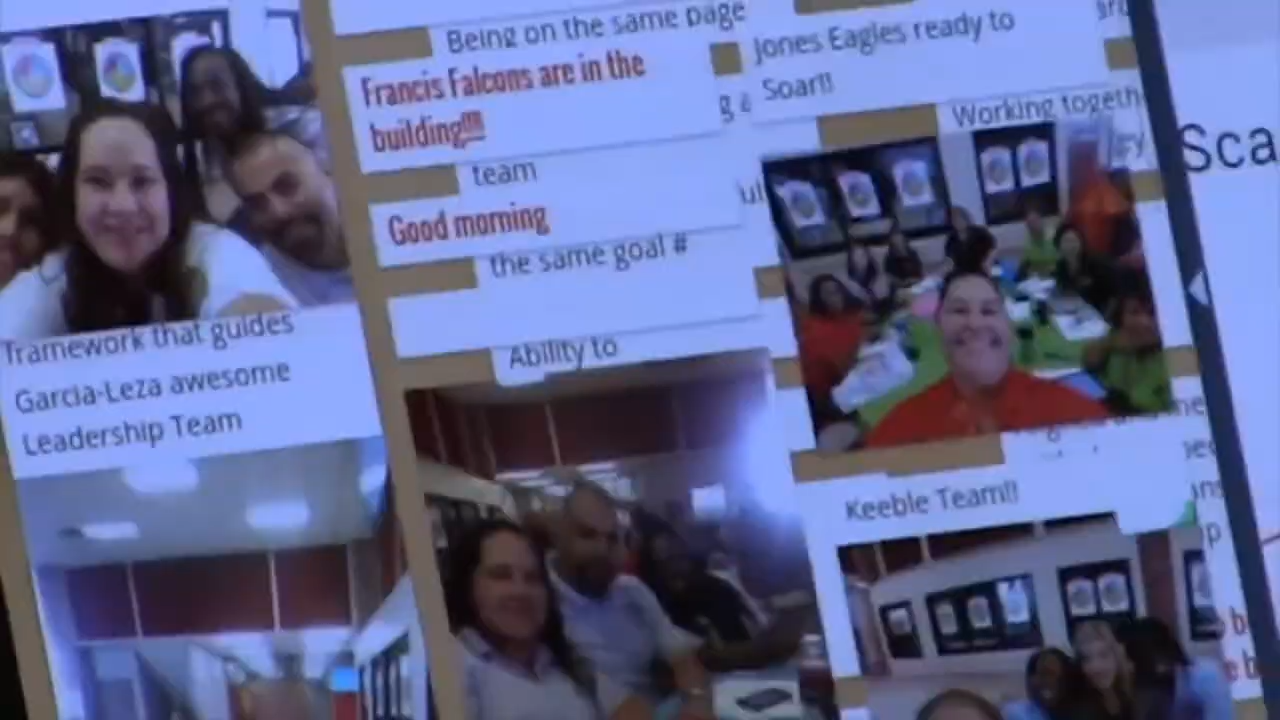 Being on the same page
Francis Falcons are in the
building!!!!
team
Good morning
the same goal #
Ability to
framework that guides
Garcia-Leza awesome
Leadership Team
Jones Eagles ready to
Soar!!
Working togeth
Keeble Team!!
Sca